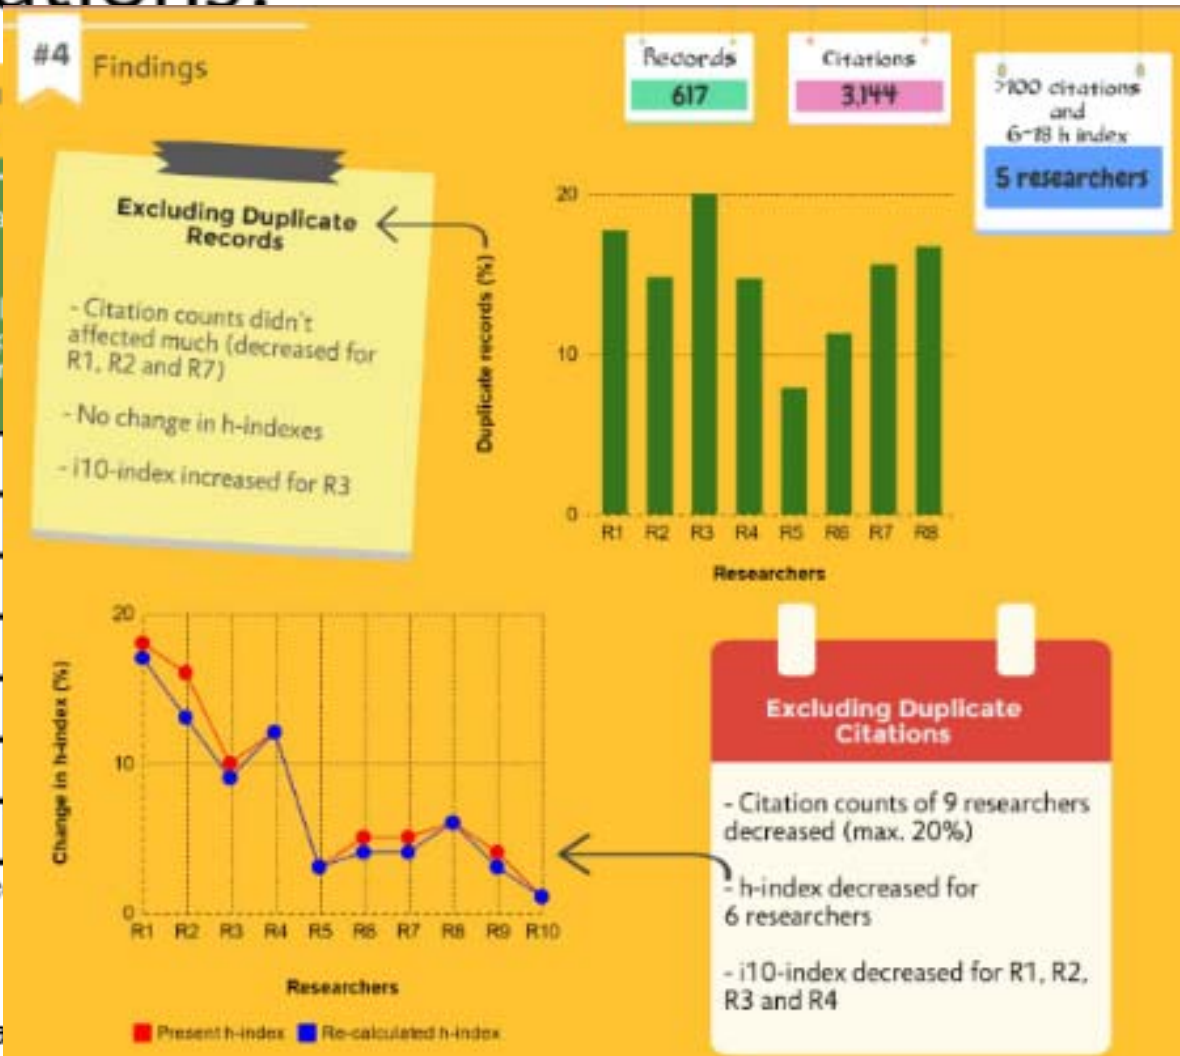 #4
Findings
Records
617
Citations
3,144
>100 citations
and
6-18 h index
5 researchers
Excluding Duplicate
Records
- Citation counts didn't
affected much (decreased for
R1, R2 and R7)
- No change in h-indexes
- i10-index increased for R3
Duplicate records (%)
20
10
0
R1 R2 R3 R4 R5 R6 R7 R8
Researchers
Change in h-index (%)
20
10
0
R1 R2 R3 R4 R5 R6 R7 R8 R9 R10
Researchers
Present h-index Re-calculated h-index
Excluding Duplicate
Citations
- Citation counts of 9 researchers
decreased (max. 20%)
- h-index decreased for
6 researchers
- i10-index decreased for R1, R2,
R3 and R4